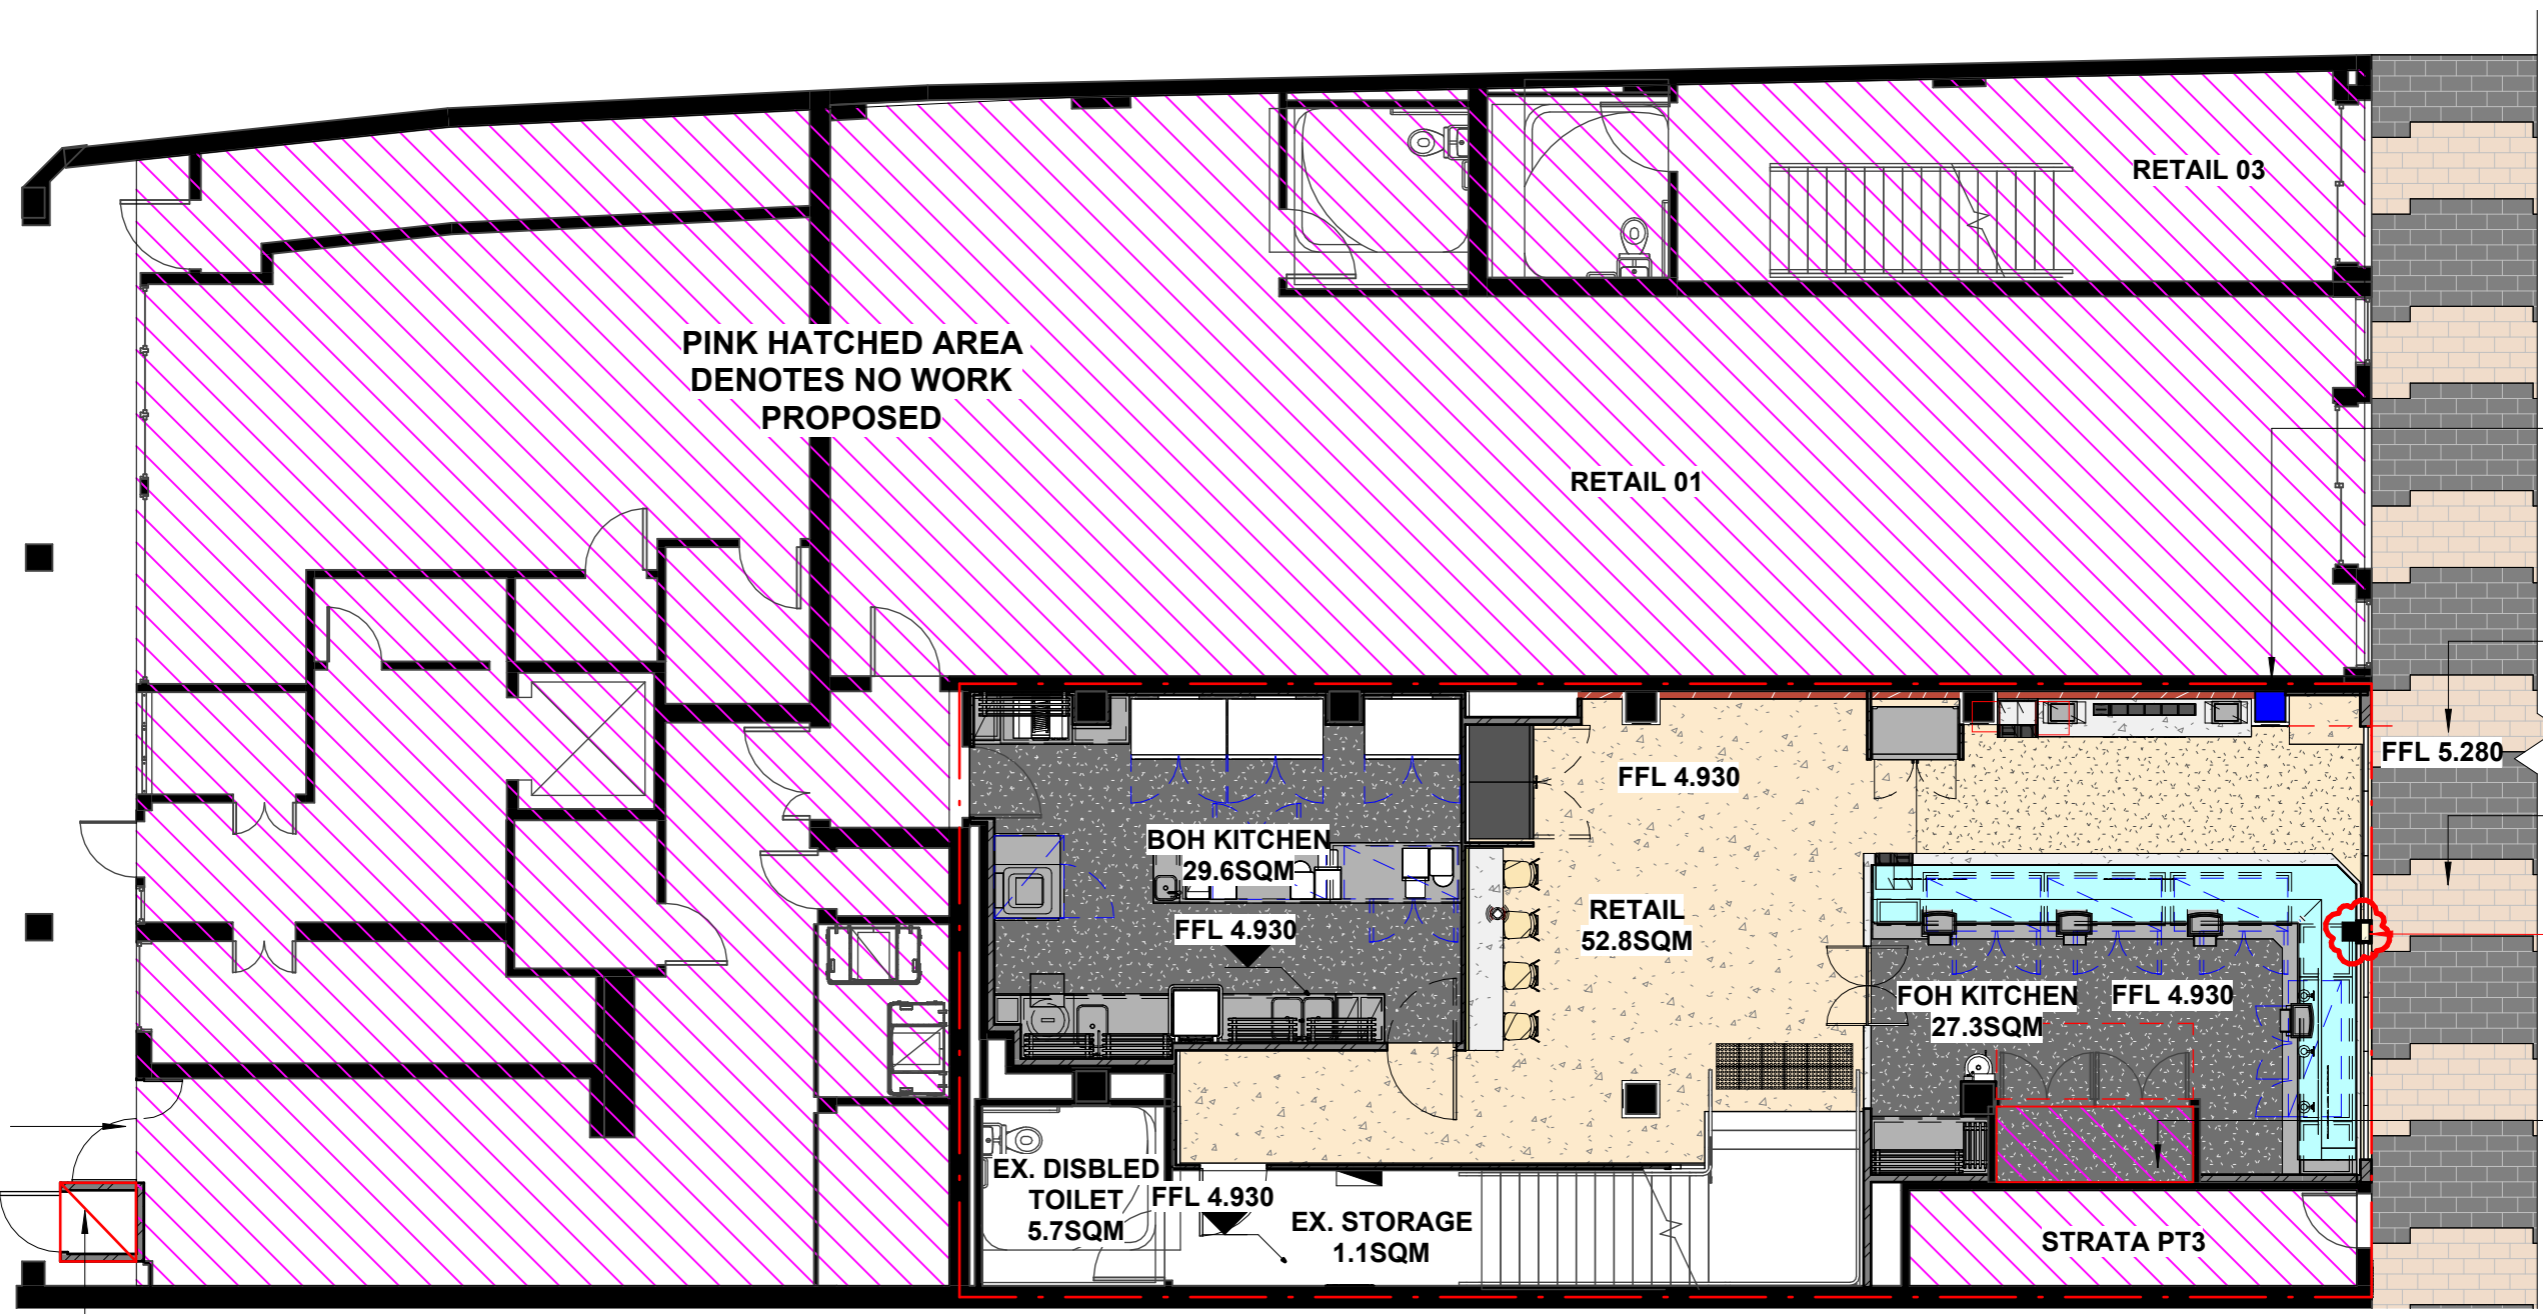 RETAIL 03
PINK HATCHED AREA
DENOTES NO WORK
PROPOSED
RETAIL 01
FFL 5.280
FFL 4.930
BOH KITCHEN
29.6SQM
FFL 4.930
RETAIL
52.8SQM
FOH KITCHEN
27.3SQM
FFL 4.930
EX. DISBLED
TOILET
5.7SQM
FFL 4.930
EX. STORAGE
1.1SQM
STRATA PT3